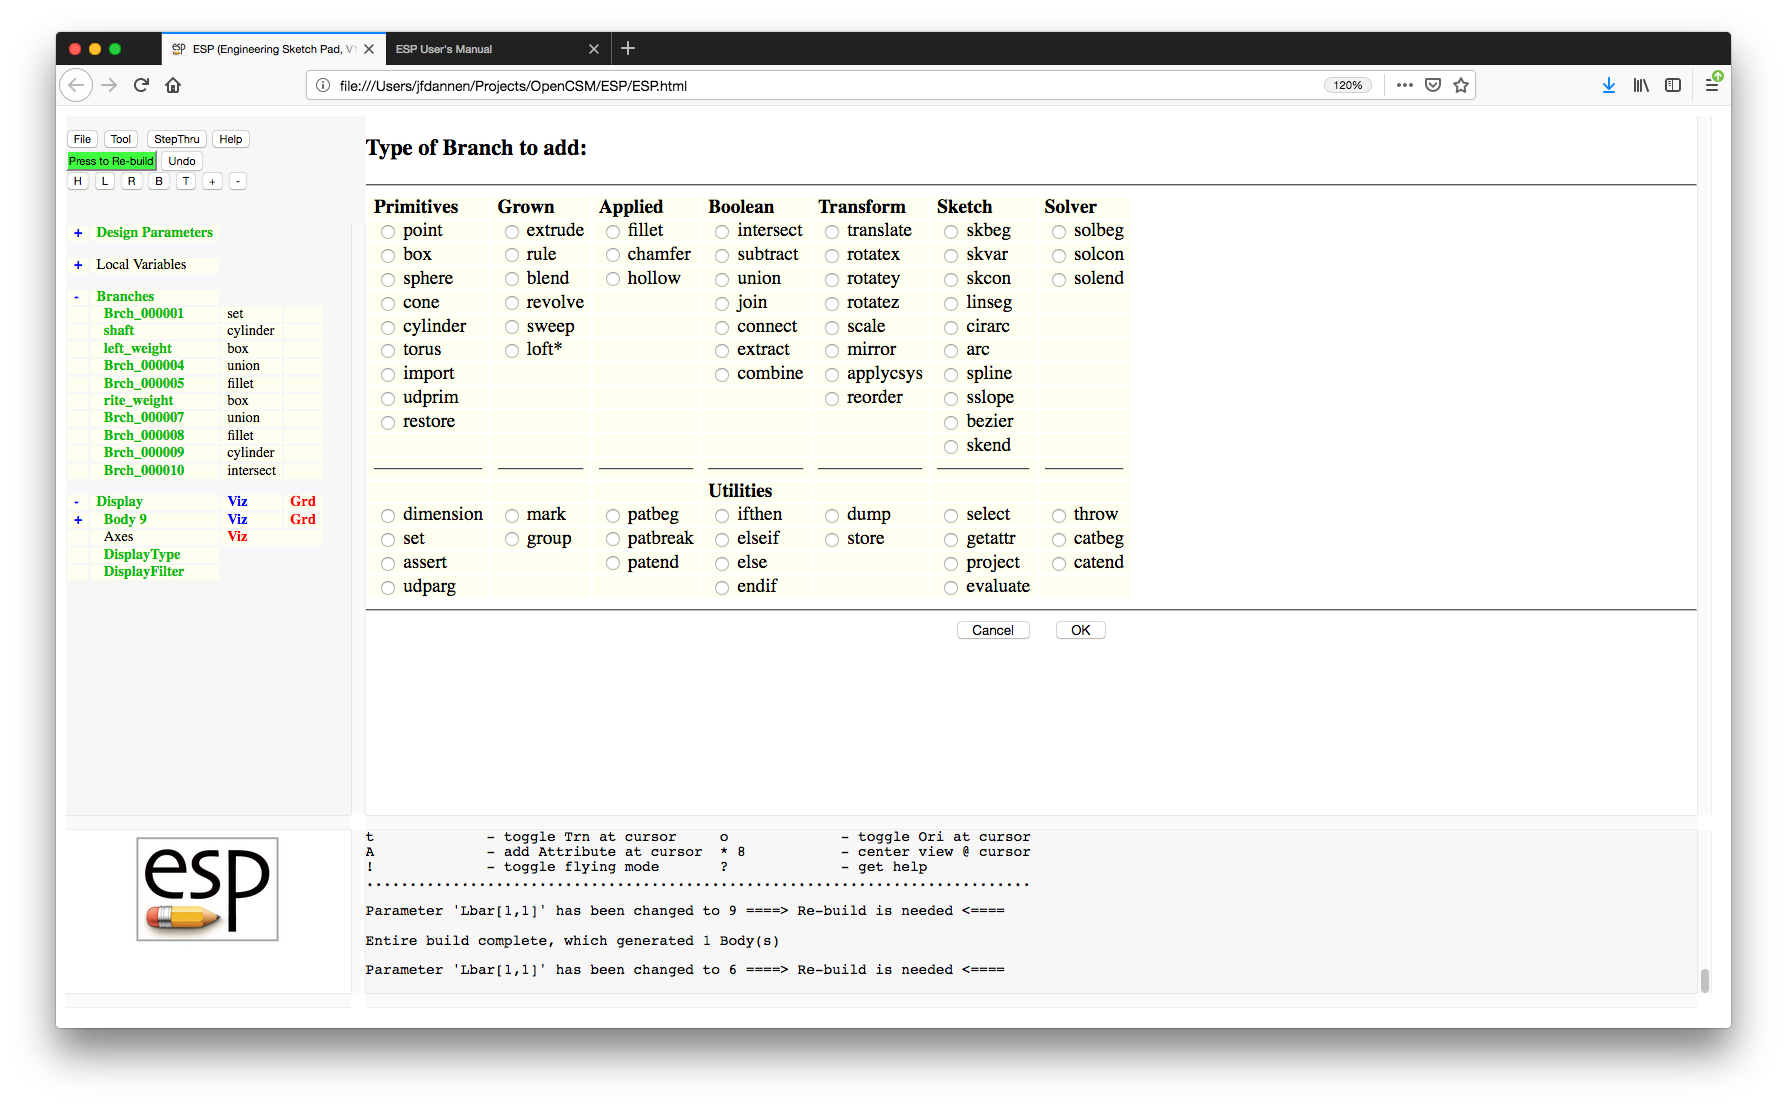 esp ESP (Engineering Sketch Pad, V1
ESP User's Manual
file:///Users/jfdannen/Projects/OpenCSM/ESP/ESP.html
120%
File Tool StepThru Help
Press to Re-build Undo
H L R B T + -
+ Design Parameters
+ Local Variables
- Branches
Brch_000001 set
shaft cylinder
left_weight box
Brch_000004 union
Brch_000005 fillet
rite_weight box
Brch_000007 union
Brch_000008 fillet
Brch_000009 cylinder
Brch_000010 intersect
- Display Viz Grd
+ Body 9 Viz Grd
Axes Viz
DisplayType
DisplayFilter
Type of Branch to add:
Primitives Grown Applied Boolean Transform Sketch Solver
point extrude fillet intersect translate skbeg solbeg
box rule chamfer subtract rotatex skvar solcon
sphere blend hollow union rotatey skcon solend
cone revolve join rotatez linseg
cylinder sweep connect scale cirarc
torus loft* extract mirror arc
import combine applycsys spline
udprim reorder sslope
restore bezier
skend
Utilities
dimension mark patbeg ifthen dump select throw
set group patbreak elseif store getattr catbeg
assert patend else project catend
udparg endif evaluate
Cancel OK
esp
t - toggle Trn at cursor o - toggle Ori at cursor
A - add Attribute at cursor * 8 - center view @ cursor
! - toggle flying mode ? - get help
.............................................................................
Parameter 'Lbar[1,1]' has been changed to 9 ====> Re-build is needed <====
Entire build complete, which generated 1 Body(s)
Parameter 'Lbar[1,1]' has been changed to 6 ====> Re-build is needed <====